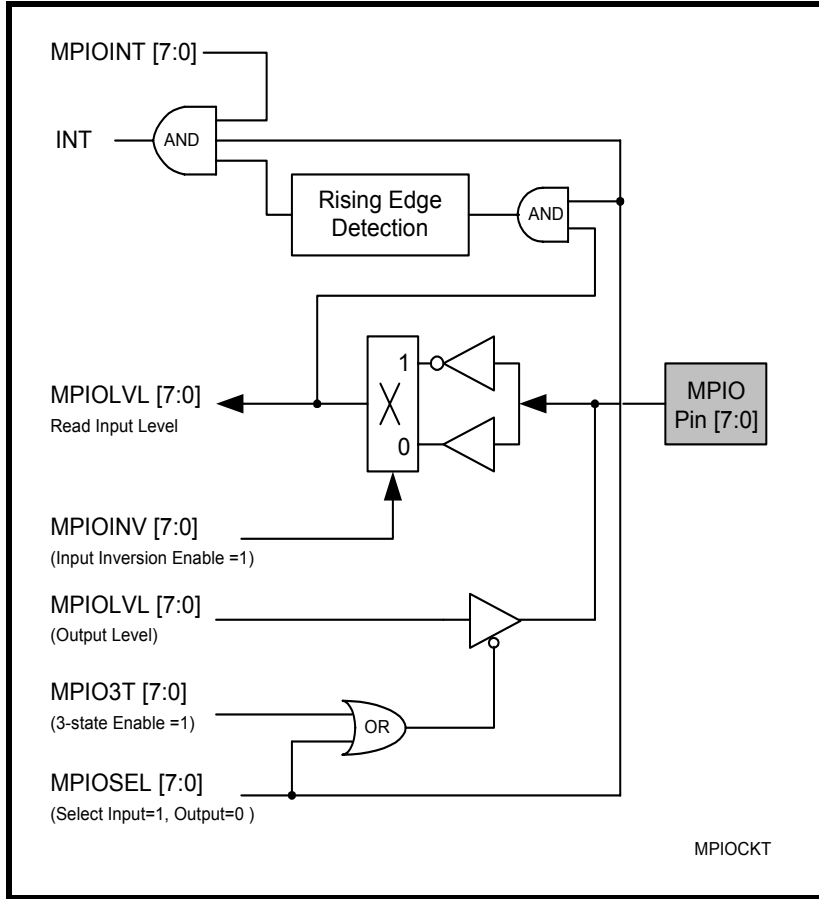 MPIOINT [7:0]
INT
AND
Rising Edge
Detection
AND
1
0
MPIOLVL [7:0]
Read Input Level
MPIO
Pin [7:0]
MPIOINV [7:0]
(Input Inversion Enable =1)
MPIOLVL [7:0]
(Output Level)
MPIO3T [7:0]
(3-state Enable =1)
OR
MPIOSEL [7:0]
(Select Input=1, Output=0 )
MPIOCKT